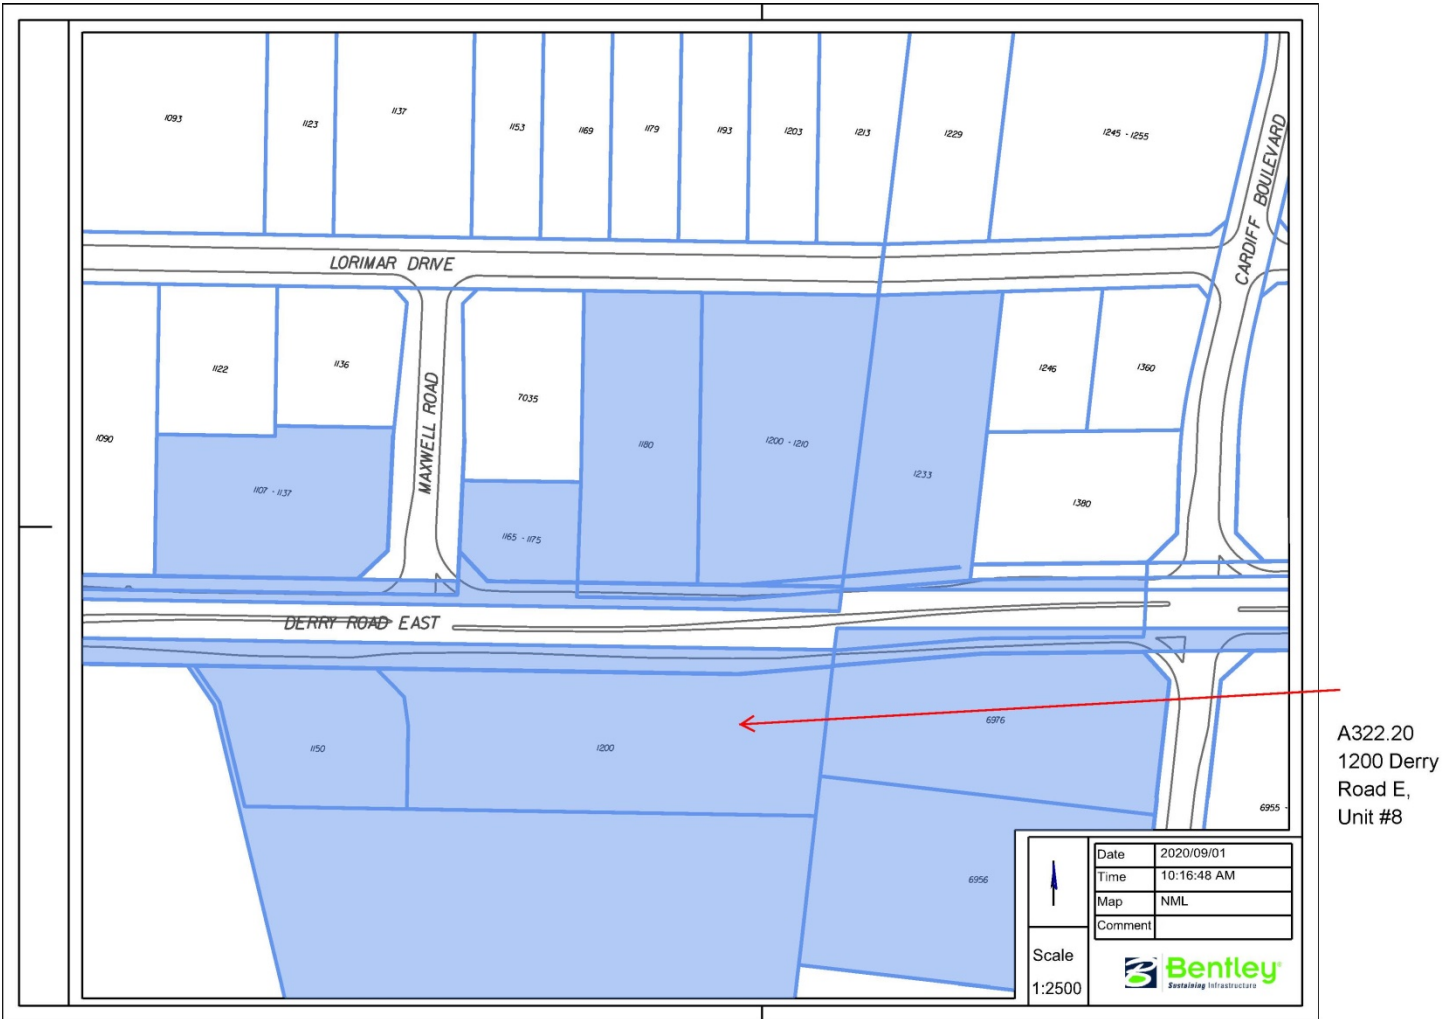 1093
1123
1137
1153
1169
1179
1193
1203
1213
1229
1245 - 1255
CARDIFF BOULEVARD
LORIMAR DRIVE
1122
1136
MAXWELL ROAD
7035
1246
1360
1090
1180
1200 - 1210
1233
1107 - 1137
1165 - 1175
1380
DERRY ROAD EAST
1150
1200
6976
A322.20
1200 Derry
Road E,
Unit #8
6955 -
6956
Date 2020/09/01
Time 10:16:48 AM
Map NML
Comment
Scale
1:2500
Bentley
Sustaining Infrastructure